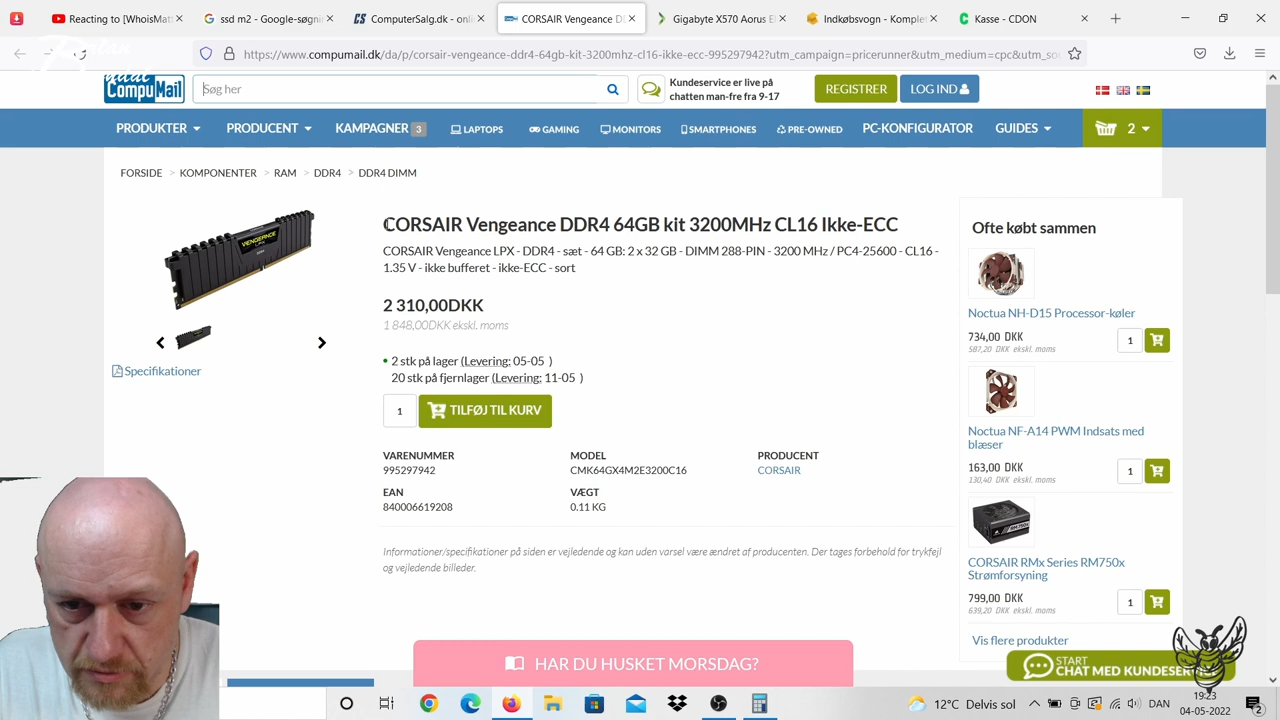 Reacting to [WhoisMatt
ssd m2 - Google-søgnin
ComputerSalg.dk - onlin
CORSAIR Vengeance D
Gigabyte X570 Aorus El
Indkøbsvogn - Komplet
Kasse - CDON
https://www.compumail.dk/da/p/corsair-vengeance-ddr4-64gb-kit-3200mhz-cl16-ikke-ecc-995297942?utm_campaign=pricerunner&utm_medium=cpc&utm_so
CompuMail
Søg her
Kundeservice er live på
chatten man-fre fra 9-17
REGISTRER
LOG IND
PRODUKTER
PRODUCENT
KAMPAGNER 3
LAPTOPS
GAMING
MONITORS
SMARTPHONES
PRE-OWNED
PC-KONFIGURATOR
GUIDES
2
FORSIDE > KOMPONENTER > RAM > DDR4 > DDR4 DIMM
CORSAIR Vengeance DDR4 64GB kit 3200MHz CL16 Ikke-ECC
CORSAIR Vengeance LPX - DDR4 - sæt - 64 GB: 2 x 32 GB - DIMM 288-PIN - 3200 MHz / PC4-25600 - CL16 -
1.35 V - ikke bufferet - ikke-ECC - sort
2 310,00DKK
1 848,00DKK ekskl. moms
2 stk på lager (Levering: 05-05 )
20 stk på fjernlager (Levering: 11-05 )
1
TILFØJ TIL KURV
Specifikationer
VARENUMMER
995297942
MODEL
CMK64GX4M2E3200C16
PRODUCENT
CORSAIR
EAN
840006619208
VÆGT
0.11 KG
Informationer/specifikationer på siden er vejledende og kan uden varsel være ændret af producenten. Der tages forbehold for trykfejl
og vejledende billeder.
Ofte købt sammen
Noctua NH-D15 Processor-køler
734,00 DKK
587,20 DKK ekskl. moms
1
Noctua NF-A14 PWM Indsats med
blæser
163,00 DKK
130,40 DKK ekskl. moms
1
CORSAIR RMx Series RM750x
Strømforsyning
799,00 DKK
639,20 DKK ekskl. moms
1
Vis flere produkter
HAR DU HUSKET MORSDAG?
START
CHAT MED KUNDESERV
12°C Delvis sol
DAN
19:23
04-05-2022
2